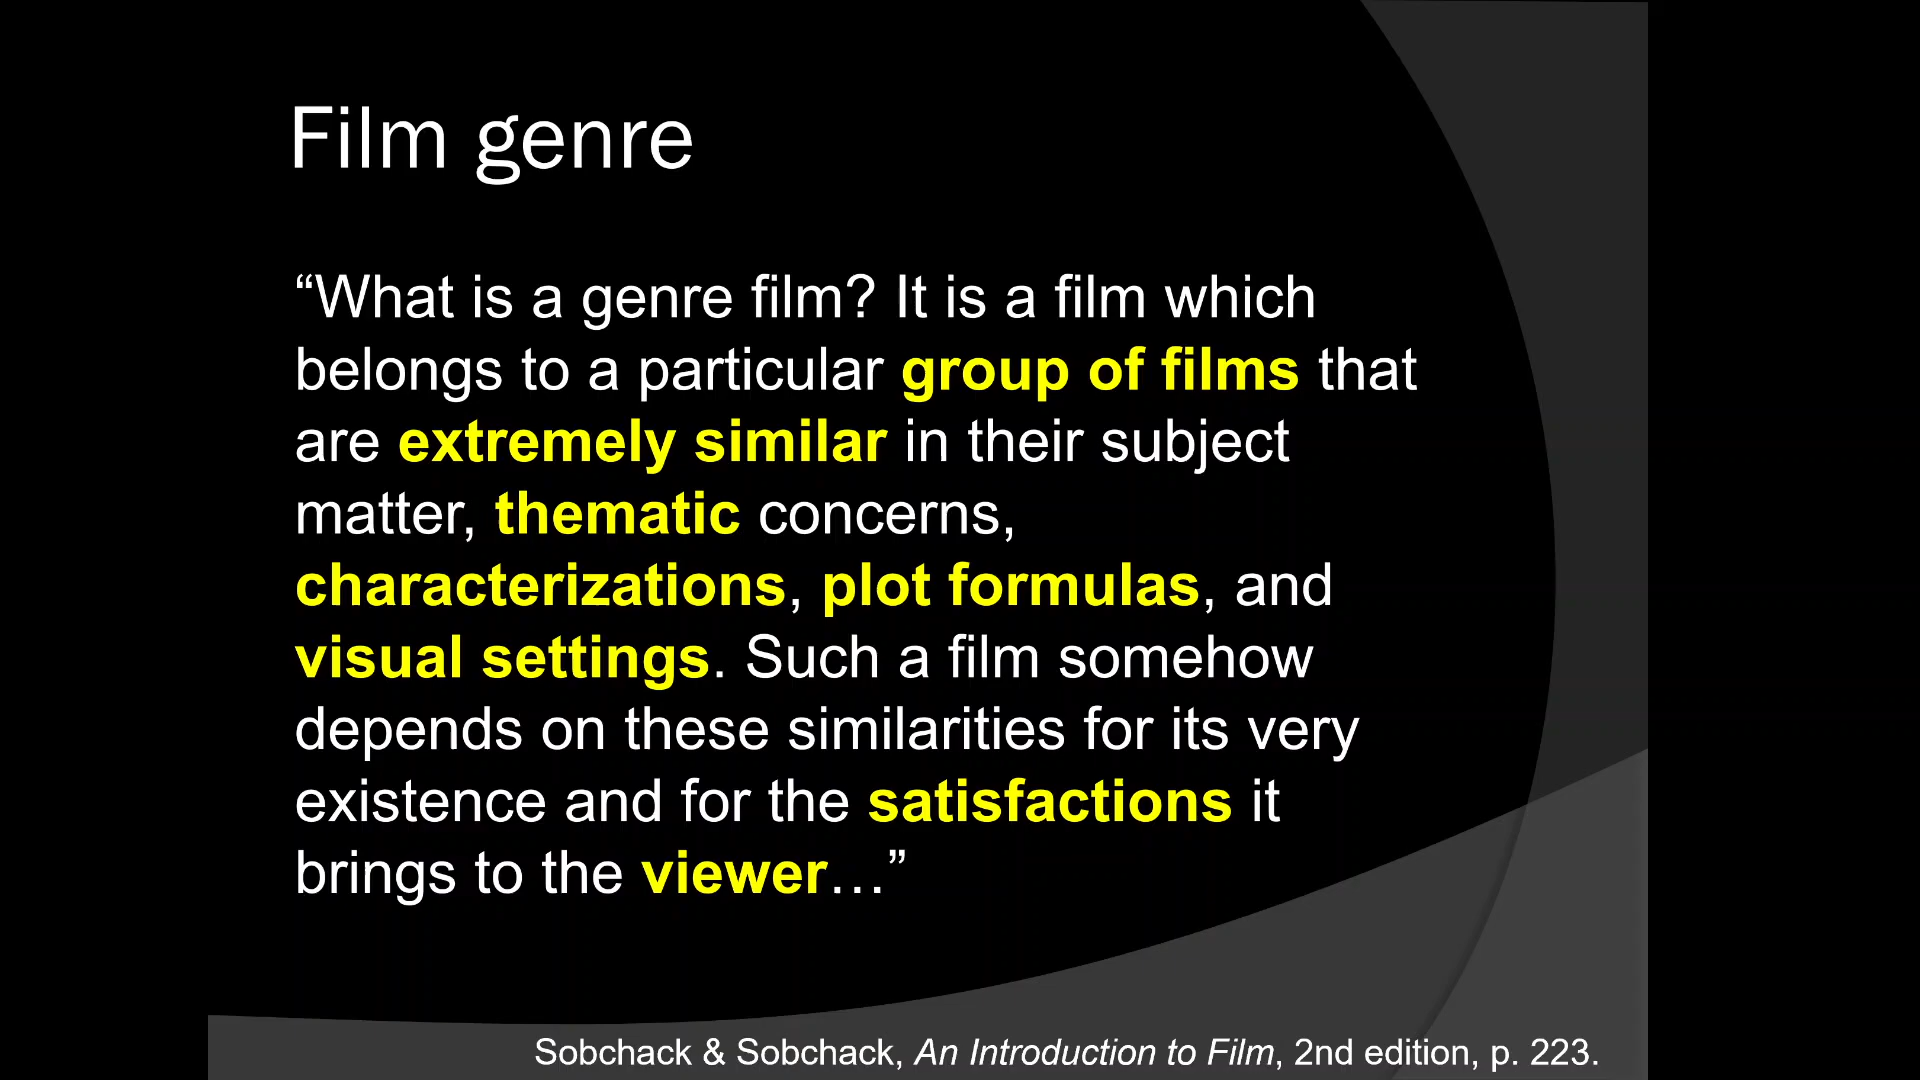 Film genre
“What is a genre film? It is a film which
belongs to a particular group of films that
are extremely similar in their subject
matter, thematic concerns,
characterizations, plot formulas, and
visual settings. Such a film somehow
depends on these similarities for its very
existence and for the satisfactions it
brings to the viewer…”
Sobchack & Sobchack, An Introduction to Film, 2nd edition, p. 223.